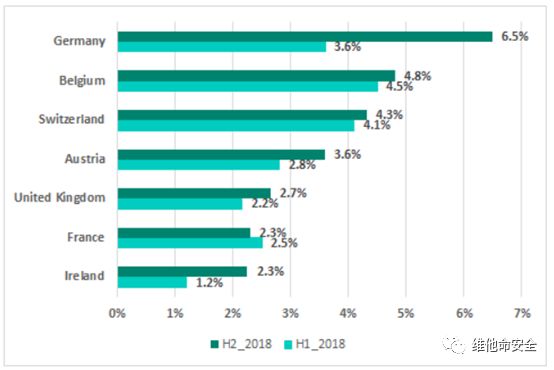 Germany
6.5%
3.6%
Belgium
4.8%
4.5%
Switzerland
4.3%
4.1%
Austria
3.6%
2.8%
United Kingdom
2.7%
2.2%
France
2.3%
2.5%
Ireland
2.3%
1.2%
0% 1% 2% 3% 4% 5% 6% 7%
H2_2018 H1_2018
维他命安全